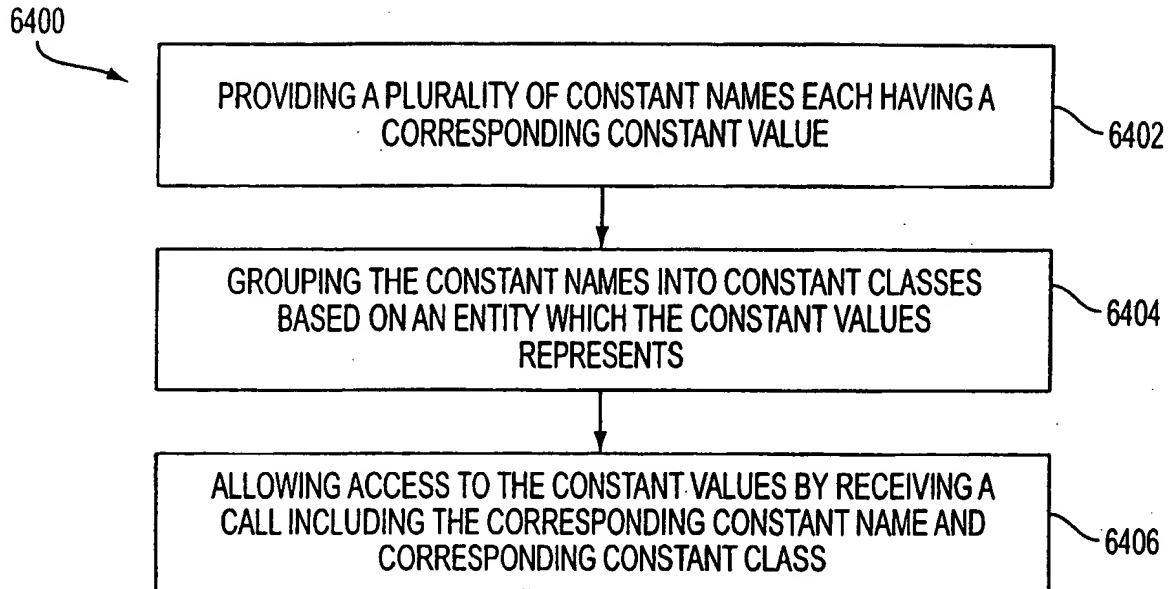 6400
PROVIDING A PLURALITY OF CONSTANT NAMES EACH HAVING A
CORRESPONDING CONSTANT VALUE
6402
GROUPING THE CONSTANT NAMES INTO CONSTANT CLASSES
BASED ON AN ENTITY WHICH THE CONSTANT VALUES
REPRESENTS
6404
ALLOWING ACCESS TO THE CONSTANT VALUES BY RECEIVING A
CALL INCLUDING THE CORRESPONDING CONSTANT NAME AND
CORRESPONDING CONSTANT CLASS
6406